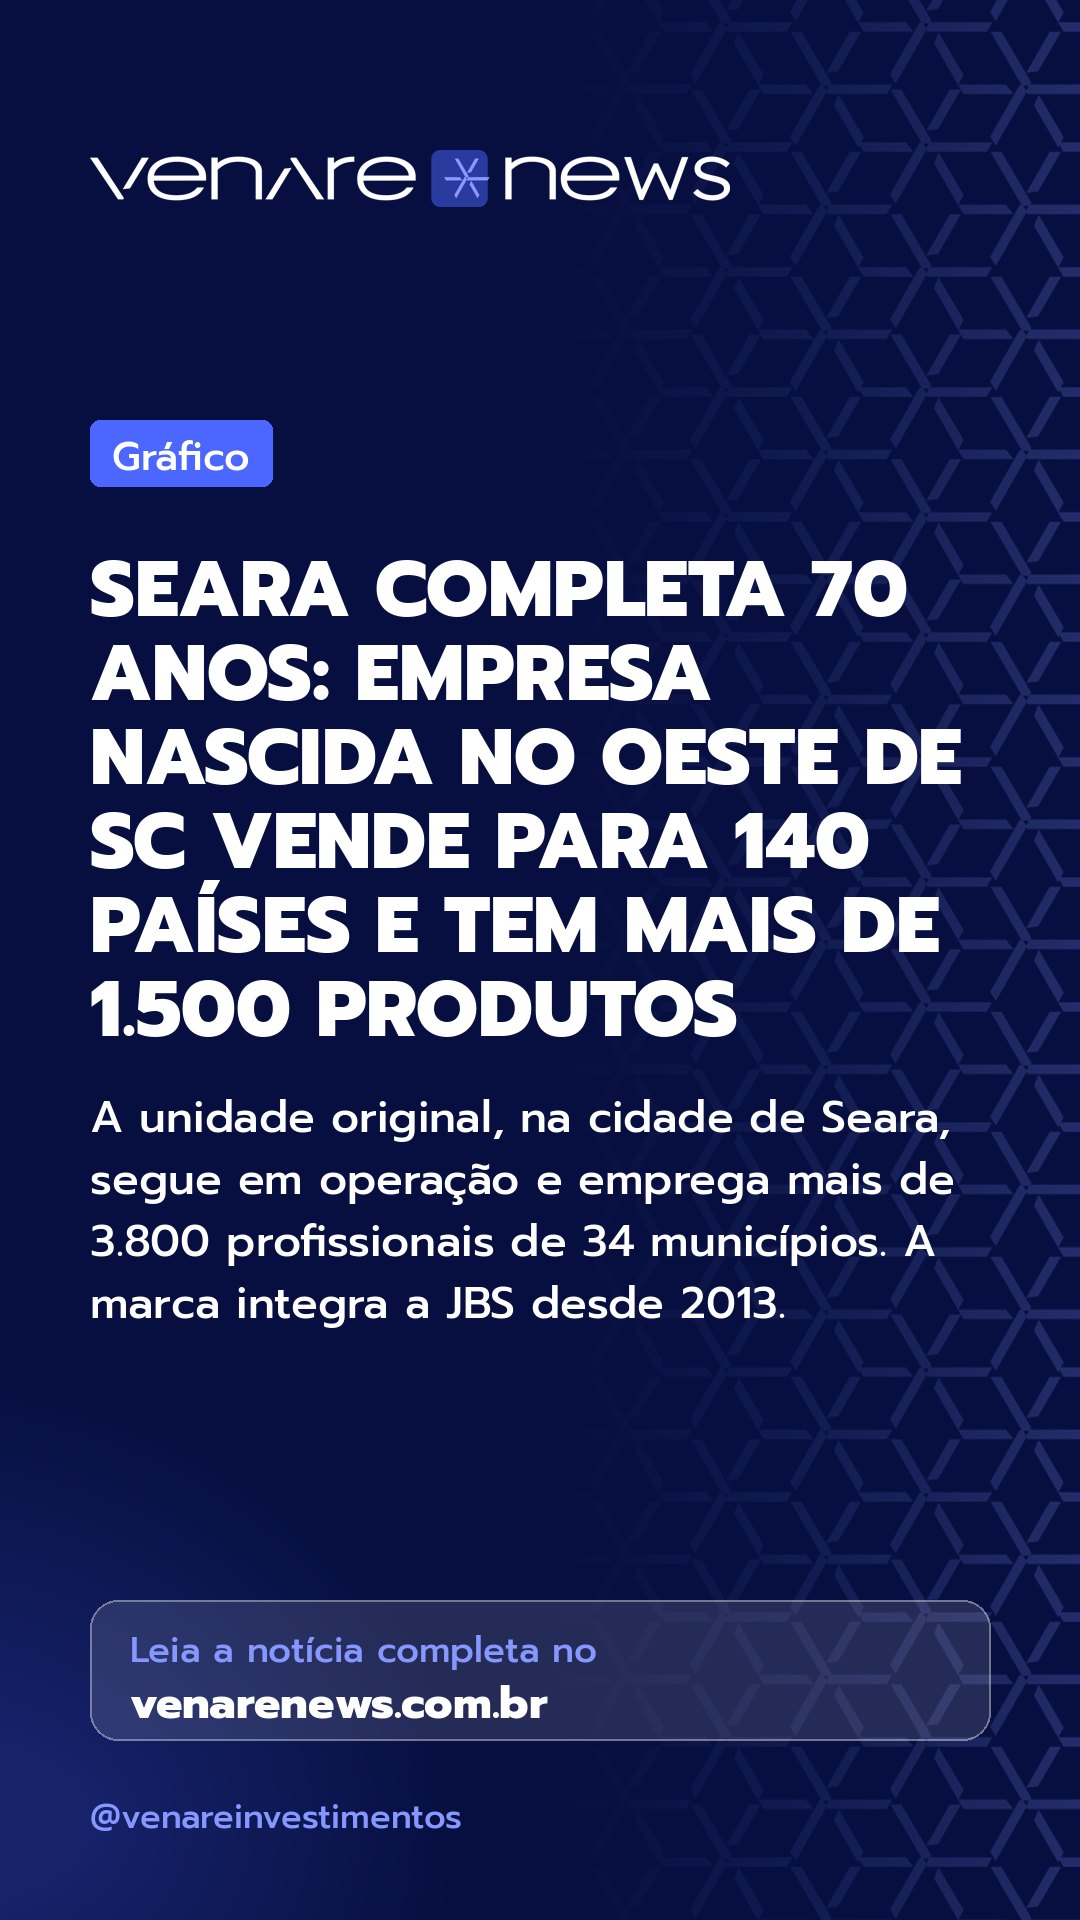 venare news
Gráfico
SEARA COMPLETA 70
ANOS: EMPRESA
NASCIDA NO OESTE DE
SC VENDE PARA 140
PAÍSES E TEM MAIS DE
1.500 PRODUTOS
A unidade original, na cidade de Seara,
segue em operação e emprega mais de
3.800 profissionais de 34 municípios. A
marca integra a JBS desde 2013.
Leia a notícia completa no
venarenews.com.br
@venareinvestimentos